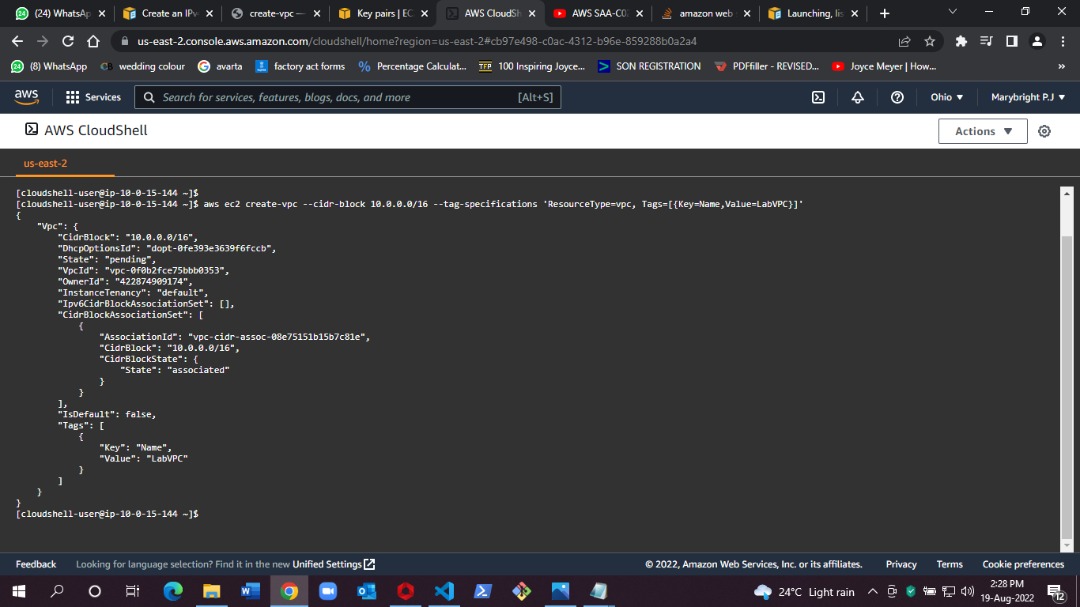 (24) WhatsAp
Create an IPv
create-vpc —
Key pairs | EC
AWS CloudSh
AWS SAA-C0
amazon web
Launching, li
us-east-2.console.aws.amazon.com/cloudshell/home?region=us-east-2#cb97e498-c0ac-4312-b96e-859288b0a2a4
(8) WhatsApp
wedding colour
avarta
factory act forms
Percentage Calculat...
100 Inspiring Joyce...
SON REGISTRATION
PDFfiller - REVISED...
Joyce Meyer | How...
»
aws
Services
Search for services, features, blogs, docs, and more
[Alt+S]
Ohio
Marybright P.J
AWS CloudShell
Actions
us-east-2
[cloudshell-user@ip-10-0-15-144 ~]$
[cloudshell-user@ip-10-0-15-144 ~]$ aws ec2 create-vpc --cidr-block 10.0.0.0/16 --tag-specifications 'ResourceType=vpc, Tags=[{Key=Name,Value=LabVPC}]'
{
"Vpc": {
"CidrBlock": "10.0.0.0/16",
"DhcpOptionsId": "dopt-0fe393e3639f6fccb",
"State": "pending",
"VpcId": "vpc-0f0b2fce75bbb0353",
"OwnerId": "422874909174",
"InstanceTenancy": "default",
"Ipv6CidrBlockAssociationSet": [],
"CidrBlockAssociationSet": [
{
"AssociationId": "vpc-cidr-assoc-08e75151b15b7c81e",
"CidrBlock": "10.0.0.0/16",
"CidrBlockState": {
"State": "associated"
}
}
],
"IsDefault": false,
"Tags": [
{
"Key": "Name",
"Value": "LabVPC"
}
]
}
}
[cloudshell-user@ip-10-0-15-144 ~]$
Feedback
Looking for language selection? Find it in the new Unified Settings
© 2022, Amazon Web Services, Inc. or its affiliates.
Privacy
Terms
Cookie preferences
24°C Light rain
2:28 PM
19-Aug-2022
12